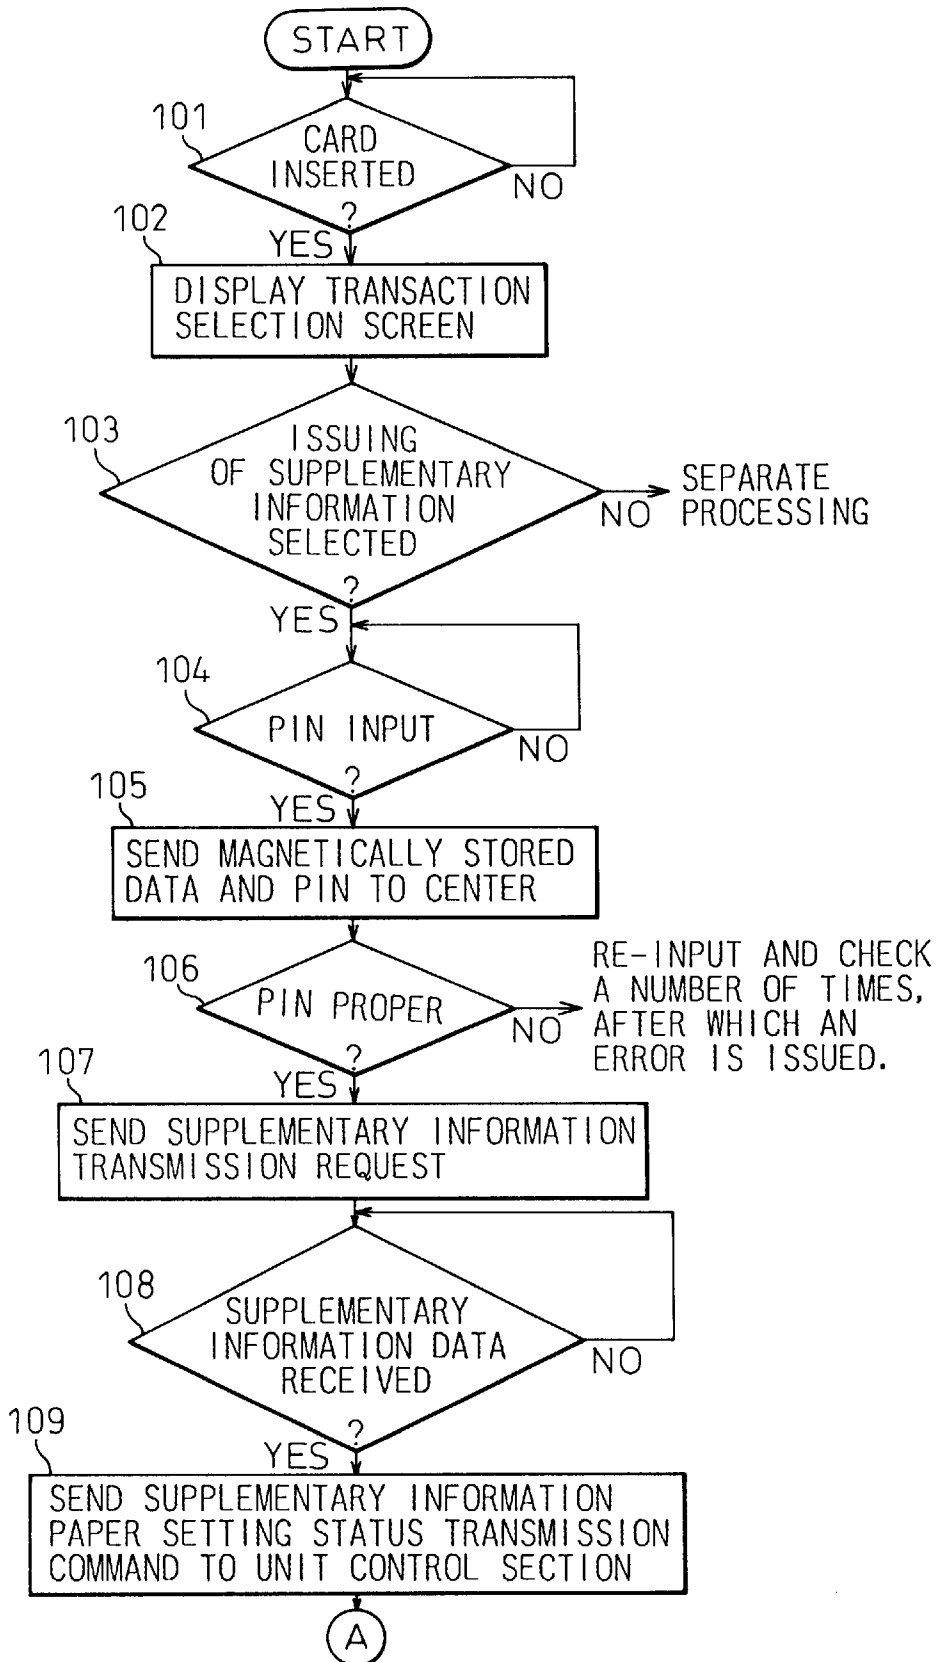 START
101
CARD
INSERTED
?
NO
YES
102
DISPLAY TRANSACTION
SELECTION SCREEN
103
ISSUING
OF SUPPLEMENTARY
INFORMATION
SELECTED
?
NO
SEPARATE
PROCESSING
YES
104
PIN INPUT
?
NO
YES
105
SEND MAGNETICALLY STORED
DATA AND PIN TO CENTER
106
PIN PROPER
?
NO
RE-INPUT AND CHECK
A NUMBER OF TIMES,
AFTER WHICH AN
ERROR IS ISSUED.
YES
107
SEND SUPPLEMENTARY INFORMATION
TRANSMISSION REQUEST
108
SUPPLEMENTARY
INFORMATION DATA
RECEIVED
?
NO
YES
109
SEND SUPPLEMENTARY INFORMATION
PAPER SETTING STATUS TRANSMISSION
COMMAND TO UNIT CONTROL SECTION
A